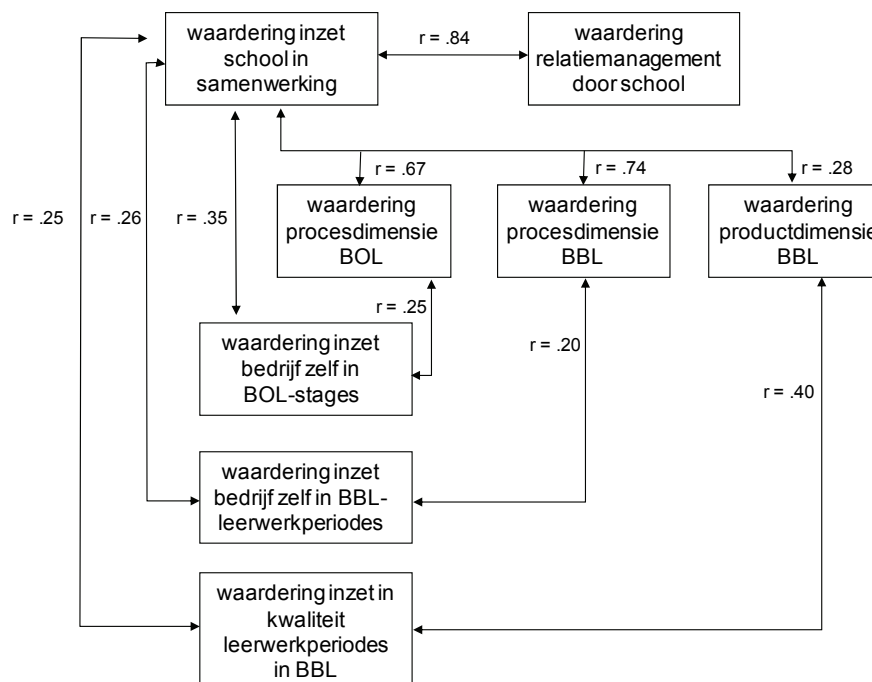 waardering inzet
school in
samenwerking
r = .84
waardering
relatiemanagement
door school
r = .67
r = .74
r = .28
waardering
procesdimensie
BOL
waardering
procesdimensie
BBL
waardering
productdimensie
BBL
r = .25
r = .26
r = .35
r = .25
waardering inzet
bedrijf zelf in
BOL-stages
r = .20
r = .40
waardering inzet
bedrijf zelf in BBL-
leerwerkperiodes
waardering inzet in
kwaliteit
leerwerkperiodes
in BBL